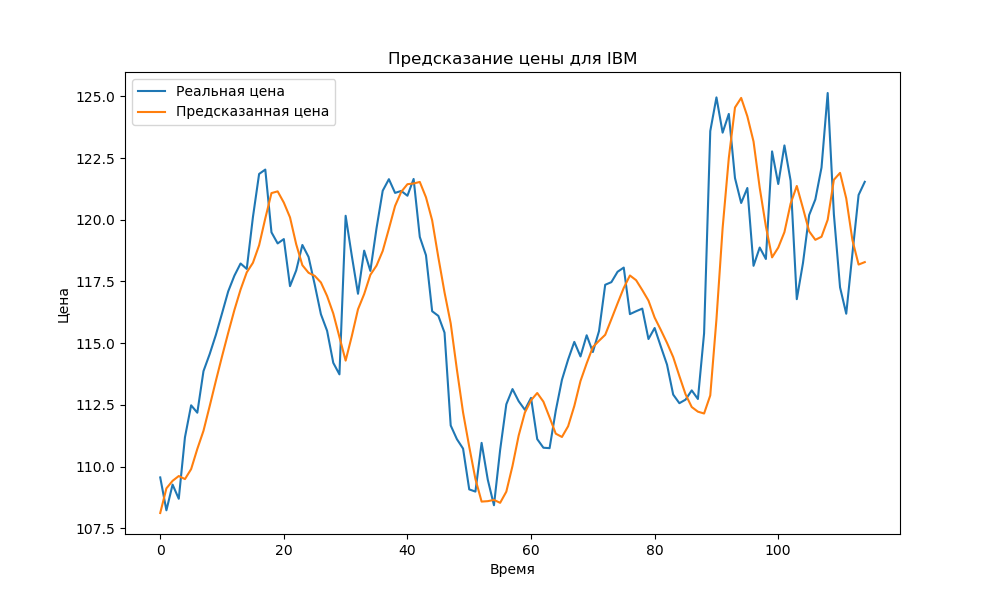 Предсказание цены для IBM
Реальная цена
Предсказанная цена
Цена
125.0
122.5
120.0
117.5
115.0
112.5
110.0
107.5
0 20 40 60 80 100
Время